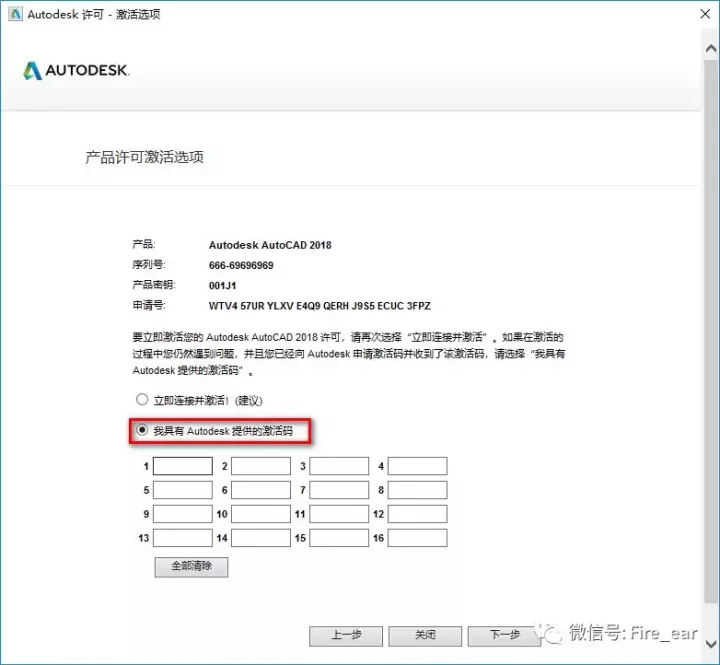 Autodesk 许可 - 激活选项
AUTODESK.
产品许可激活选项
产品: Autodesk AutoCAD 2018
序列号: 666-69696969
产品密钥: 001J1
申请号: WTV4 57UR YLXV E4Q9 QERH J9S5 ECUC 3FPZ
要立即激活您的 Autodesk AutoCAD 2018 许可，请再次选择“立即连接并激活”。如果在激活的
过程中您仍然遇到问题，并且您已经向 Autodesk 申请激活码并收到了该激活码，请选择“我具有
Autodesk 提供的激活码”。
立即连接并激活! (建议)
我具有 Autodesk 提供的激活码
1 2 3 4
5 6 7 8
9 10 11 12
13 14 15 16
全部清除
上一步 关闭 下一步
微信号: Fire_ear